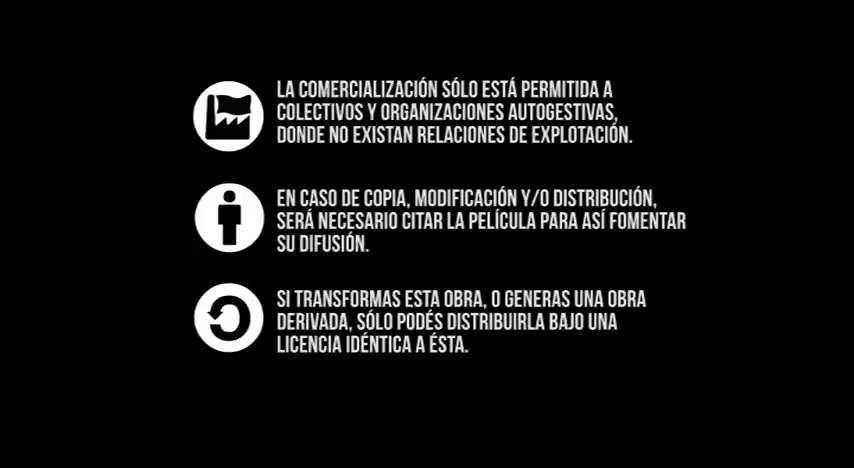 LA COMERCIALIZACIÓN SÓLO ESTÁ PERMITIDA A
COLECTIVOS Y ORGANIZACIONES AUTOGESTIVAS,
DONDE NO EXISTAN RELACIONES DE EXPLOTACIÓN.
EN CASO DE COPIA, MODIFICACIÓN Y/O DISTRIBUCIÓN,
SERÁ NECESARIO CITAR LA PELÍCULA PARA ASÍ FOMENTAR
SU DIFUSIÓN.
SI TRANSFORMAS ESTA OBRA, O GENERAS UNA OBRA
DERIVADA, SÓLO PODÉS DISTRIBUIRLA BAJO UNA
LICENCIA IDÉNTICA A ÉSTA.